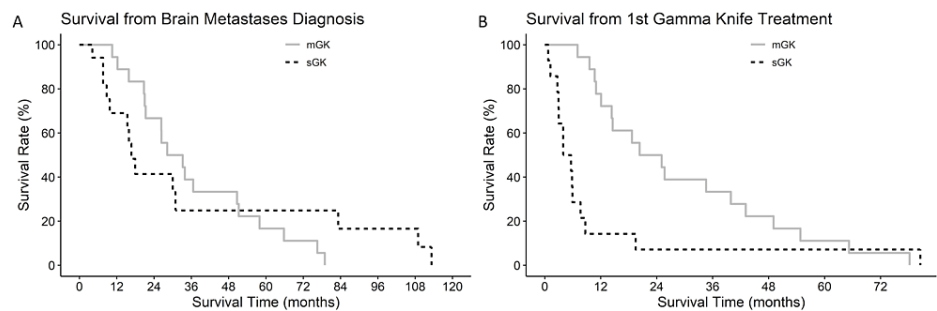 A
Survival from Brain Metastases Diagnosis
mGK
sGK
100
80
60
40
20
0
Survival Rate (%)
0 12 24 36 48 60 72 84 96 108 120
Survival Time (months)
B
Survival from 1st Gamma Knife Treatment
mGK
sGK
100
80
60
40
20
0
Survival Rate (%)
0 12 24 36 48 60 72
Survival Time (months)